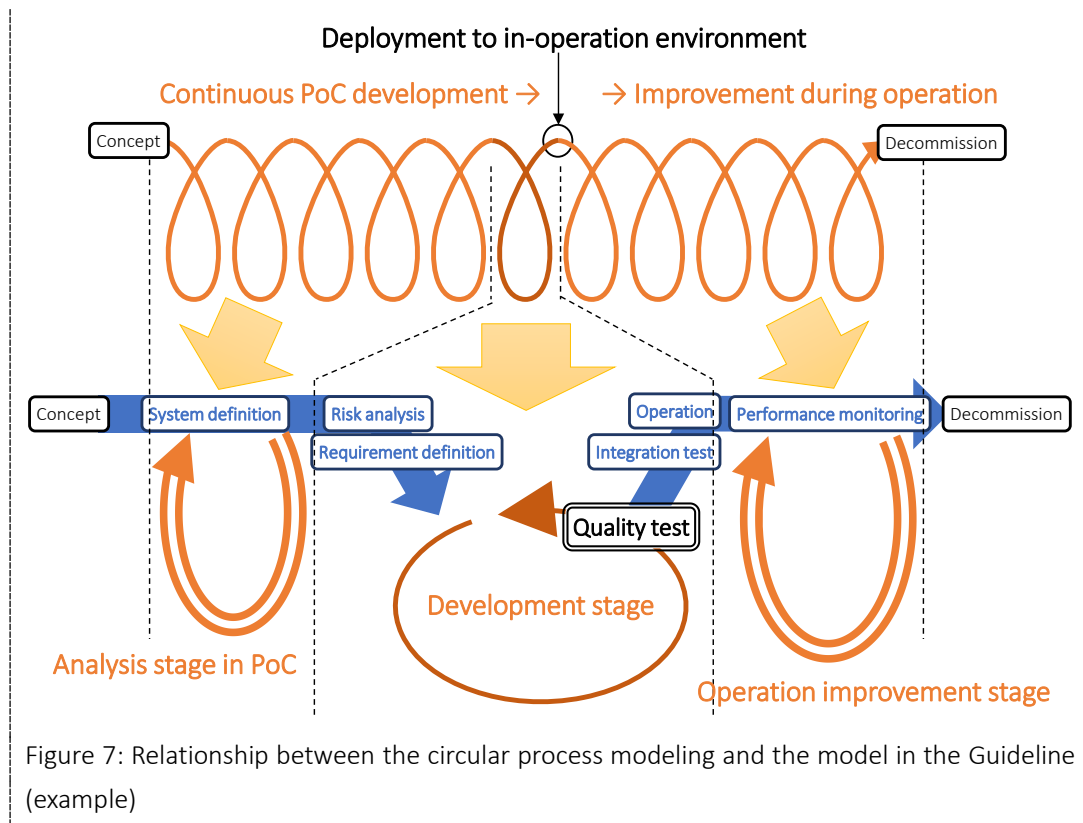 Deployment to in-operation environment
Continuous PoC development → → Improvement during operation
Concept
Decommission
Concept
System definition
Risk analysis
Operation
Performance monitoring
Decommission
Requirement definition
Integration test
Quality test
Development stage
Analysis stage in PoC
Operation improvement stage
Figure 7: Relationship between the circular process modeling and the model in the Guideline
(example)